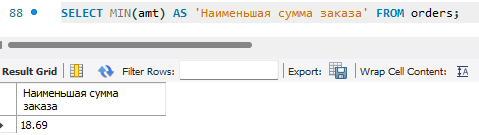 88 SELECT MIN(amt) AS 'Наименьшая сумма заказа' FROM orders;
Result Grid Filter Rows: Export: Wrap Cell Content: IA
Наименьшая сумма
заказа
18.69